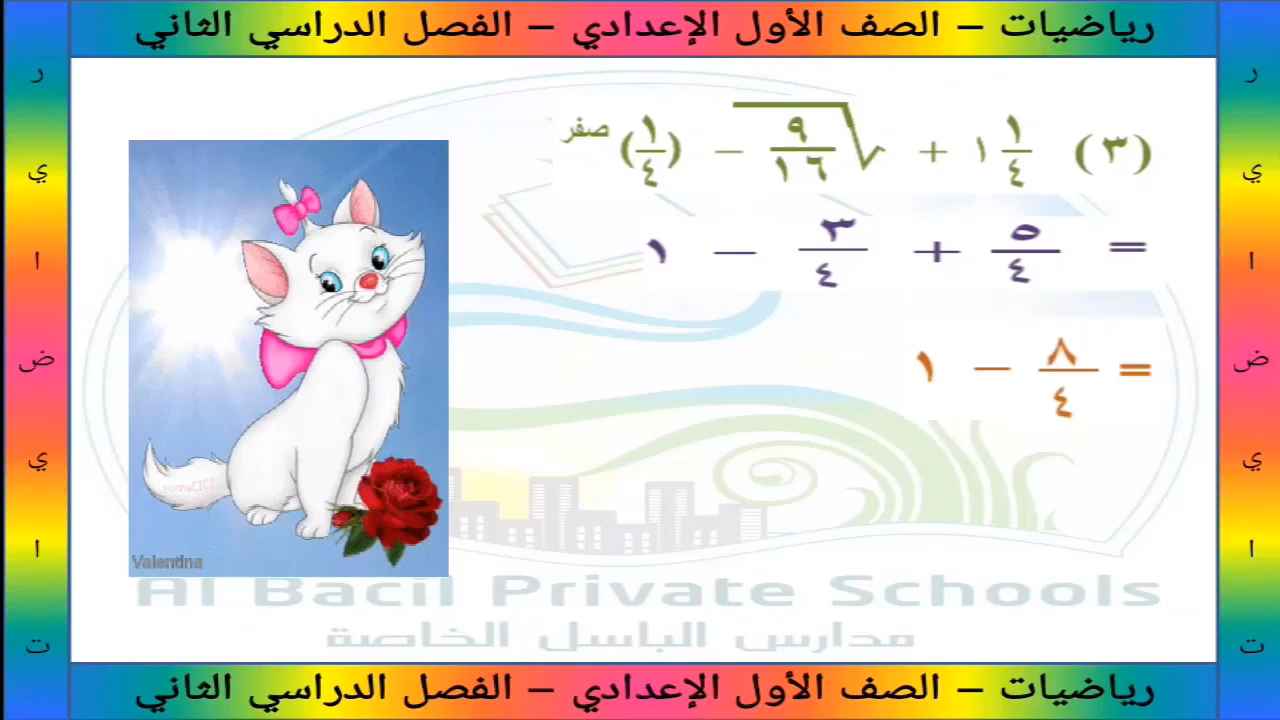 رياضيات – الصف الأول الإعدادي – الفصل الدراسي الثاني
(٣) ١ ١/٤ + √(٩/١٦) – (١/٤) صفر
= ٥/٤ + ٣/٤ – ١
= ٨/٤ – ١
Valentina
Al Bacil Private Schools
مدارس الباسل الخاصة
رياضيات – الصف الأول الإعدادي – الفصل الدراسي الثاني
ر
ي
ا
ض
ي
ا
ت
ر
ي
ا
ض
ي
ا
ت